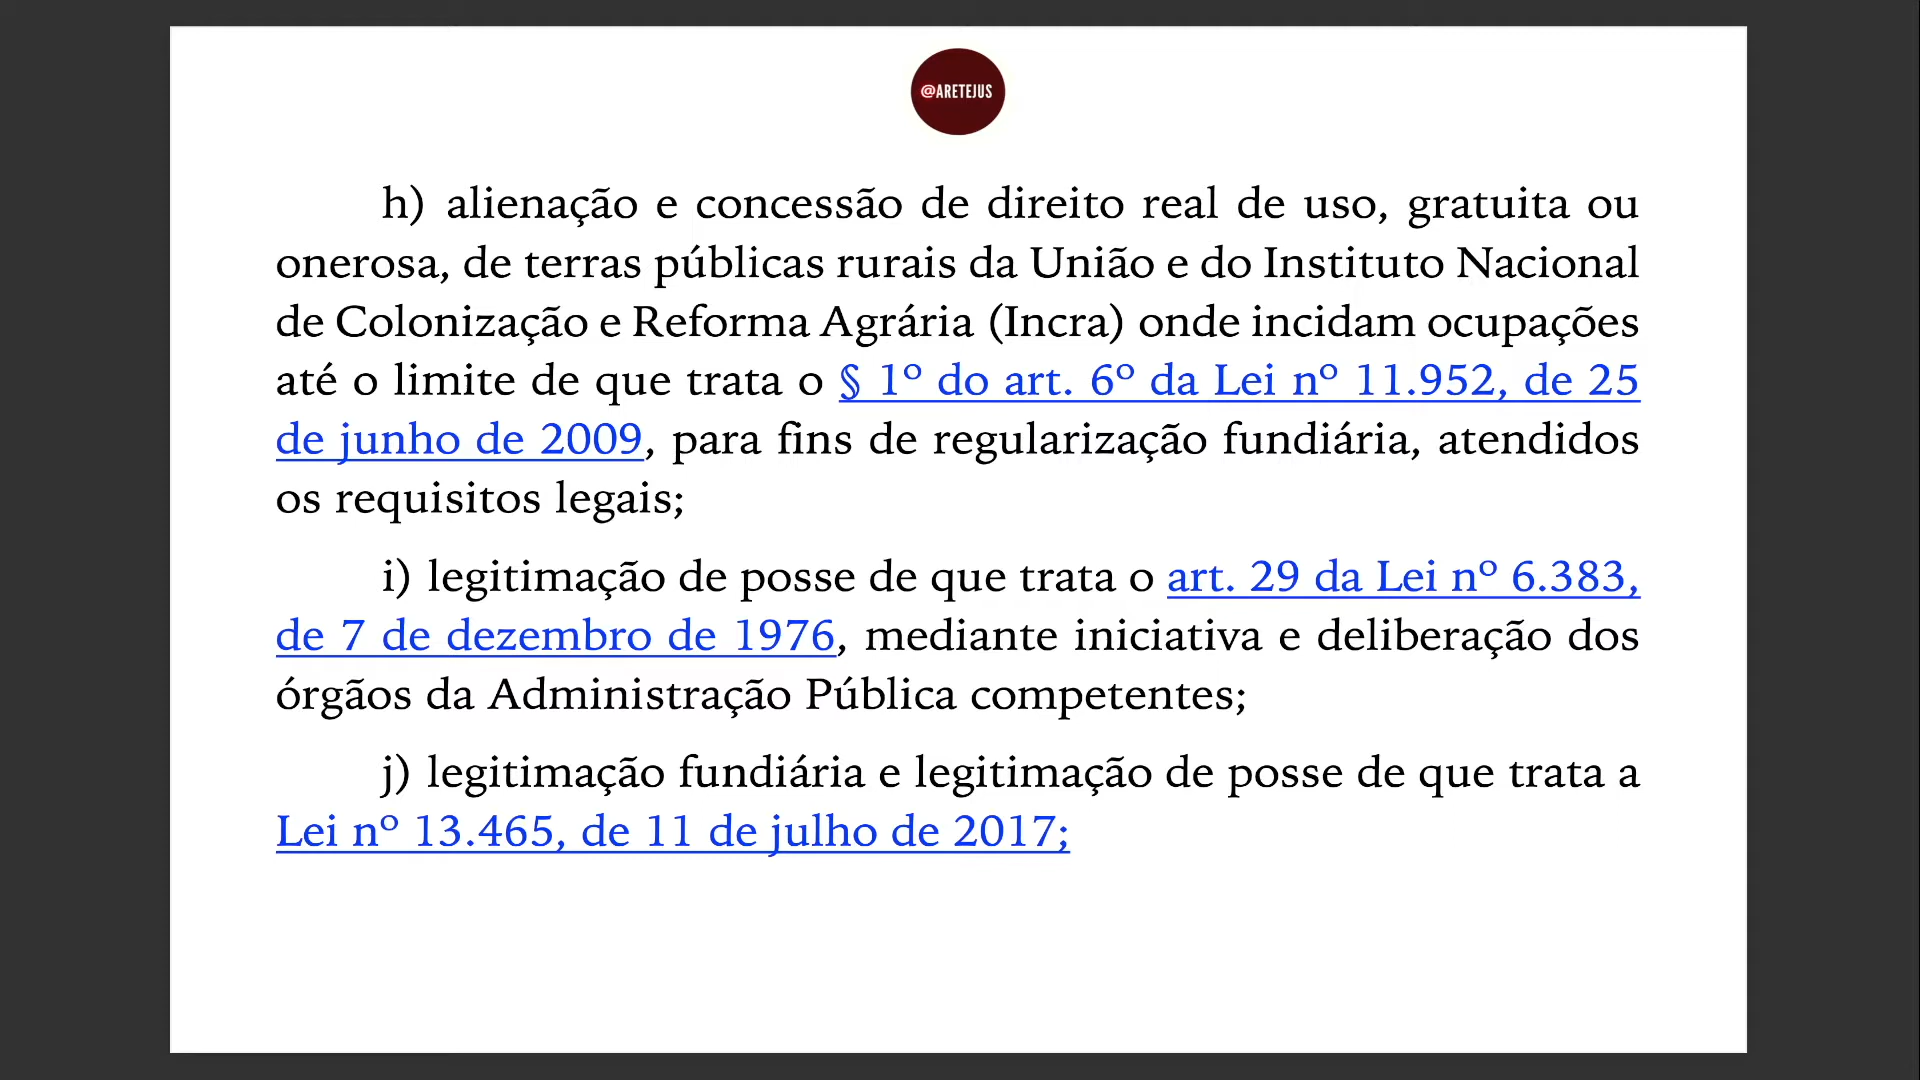 @ARETEJUS
h) alienação e concessão de direito real de uso, gratuita ou
onerosa, de terras públicas rurais da União e do Instituto Nacional
de Colonização e Reforma Agrária (Incra) onde incidam ocupações
até o limite de que trata o § 1º do art. 6º da Lei nº 11.952, de 25
de junho de 2009, para fins de regularização fundiária, atendidos
os requisitos legais;
i) legitimação de posse de que trata o art. 29 da Lei nº 6.383,
de 7 de dezembro de 1976, mediante iniciativa e deliberação dos
órgãos da Administração Pública competentes;
j) legitimação fundiária e legitimação de posse de que trata a
Lei nº 13.465, de 11 de julho de 2017;